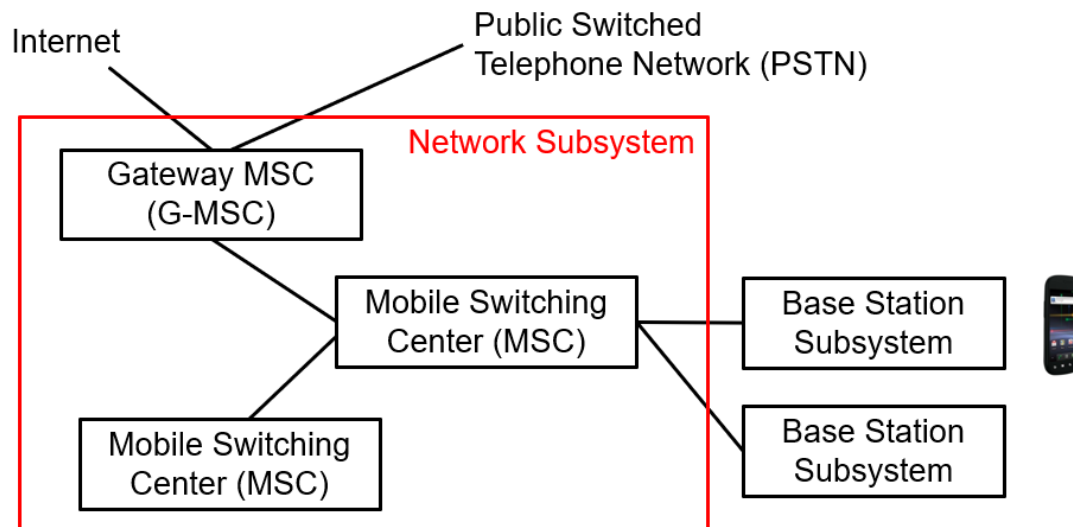 Internet
Public Switched
Telephone Network (PSTN)
Network Subsystem
Gateway MSC
(G-MSC)
Mobile Switching
Center (MSC)
Base Station
Subsystem
Mobile Switching
Center (MSC)
Base Station
Subsystem